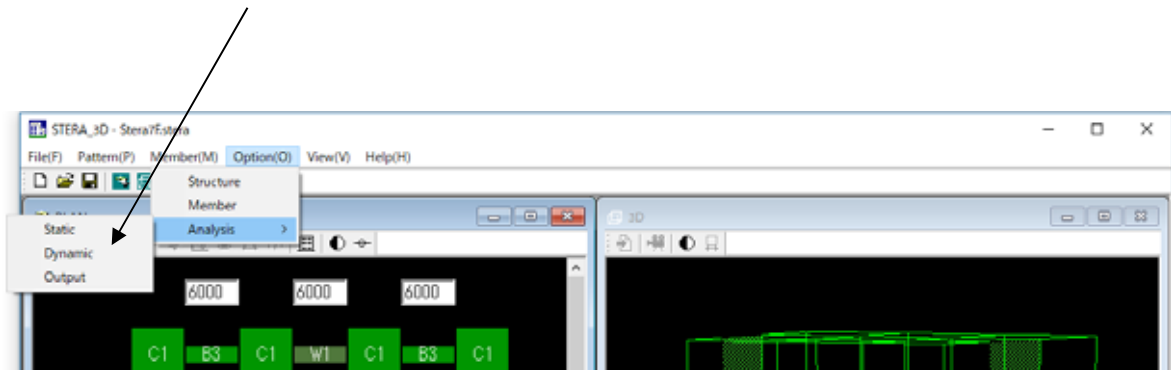 STERA_3D - Stera7F.stera
File(F) Pattern(P) Member(M) Option(O) View(V) Help(H)
Structure
Member
Analysis >
Static
Dynamic
Output
3D
6000 6000 6000
C1 B3 C1 W1 C1 B3 C1